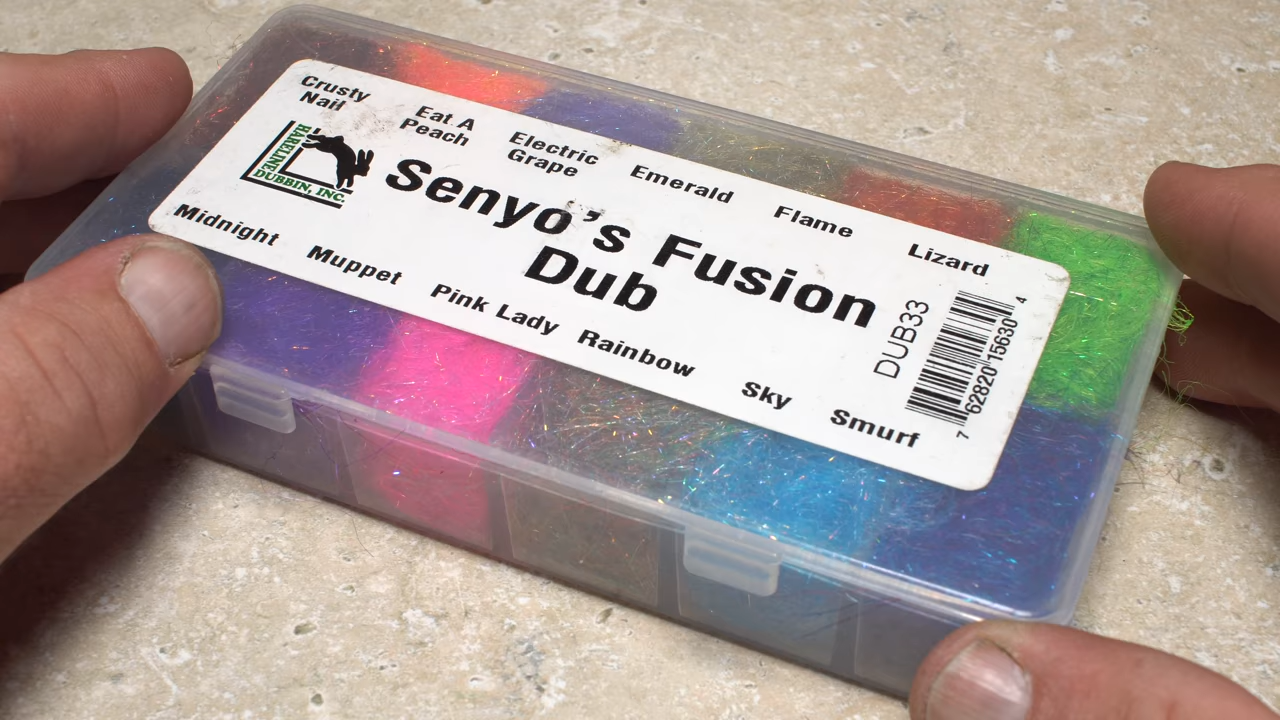 Crusty
Nail
Eat A
Peach
Electric
Grape
Emerald
Flame
Lizard
HARELINE
DUBBIN, INC.
Senyo's Fusion
Dub
Midnight
Muppet
Pink Lady
Rainbow
Sky
Smurf
DUB33
7 62820 15630 4